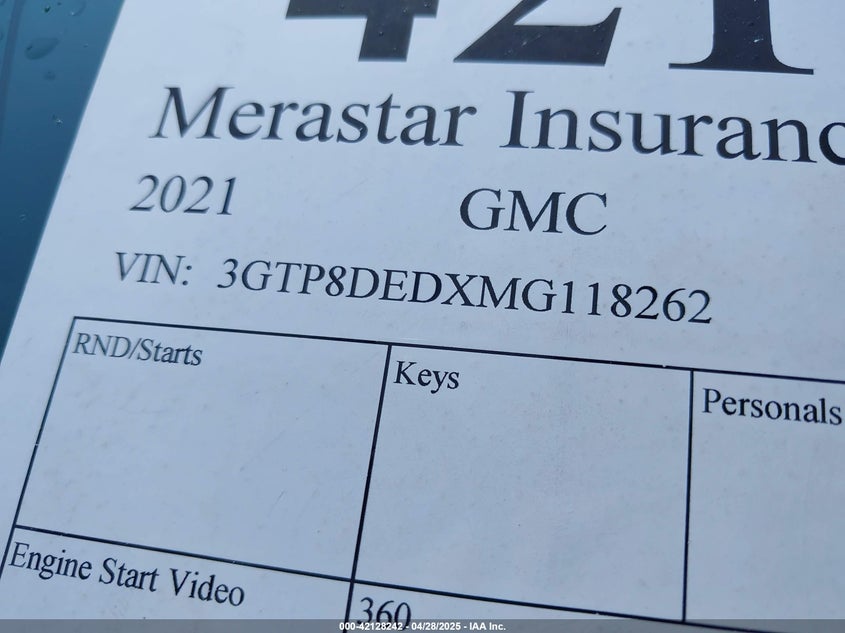 421
Merastar Insuranc
2021 GMC
VIN: 3GTP8DEDXMG118262
RND/Starts Keys Personals
Engine Start Video 360
000-42128242 - 04/28/2025 - IAA Inc.